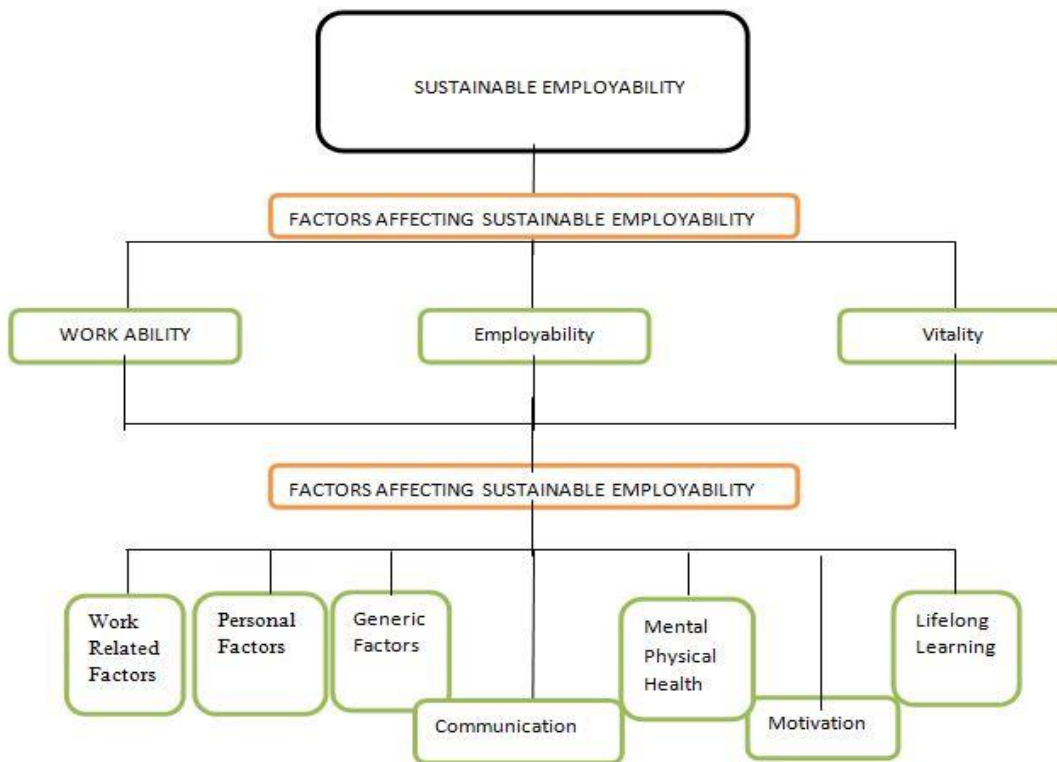 SUSTAINABLE EMPLOYABILITY
FACTORS AFFECTING SUSTAINABLE EMPLOYABILITY
WORK ABILITY
Employability
Vitality
FACTORS AFFECTING SUSTAINABLE EMPLOYABILITY
Work
Related
Factors
Personal
Factors
Generic
Factors
Communication
Mental
Physical
Health
Motivation
Lifelong
Learning